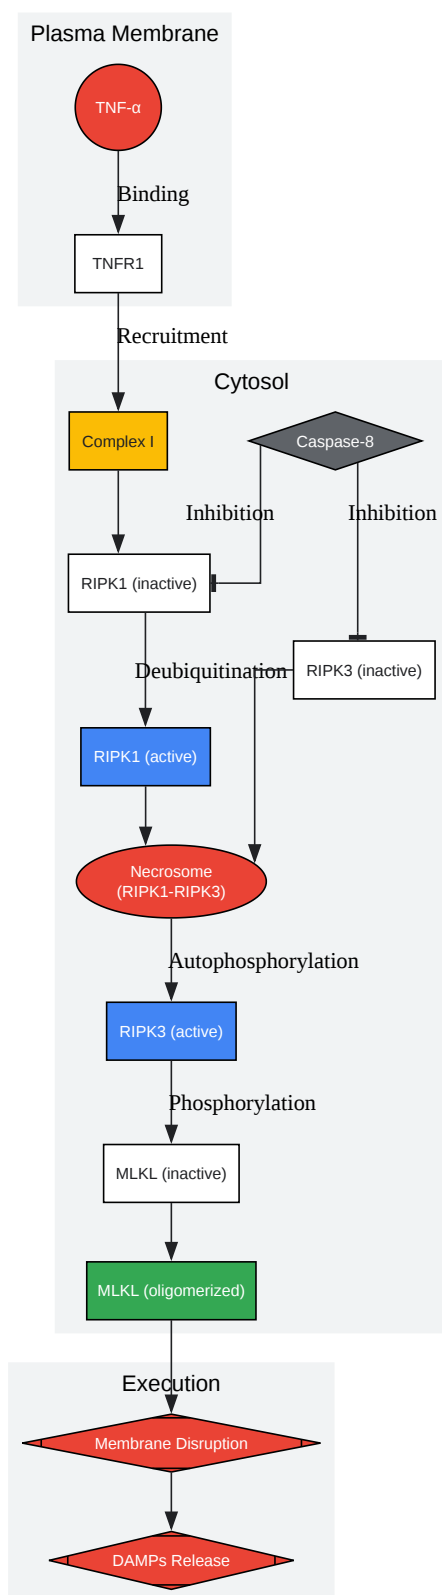 Plasma Membrane
TNF-α
Binding
TNFR1
Recruitment
Cytosol
Complex I
Caspase-8
Inhibition
Inhibition
RIPK1 (inactive)
Deubiquitination
RIPK3 (inactive)
RIPK1 (active)
Necrosome
(RIPK1-RIPK3)
Autophosphorylation
RIPK3 (active)
Phosphorylation
MLKL (inactive)
MLKL (oligomerized)
Execution
Membrane Disruption
DAMPs Release